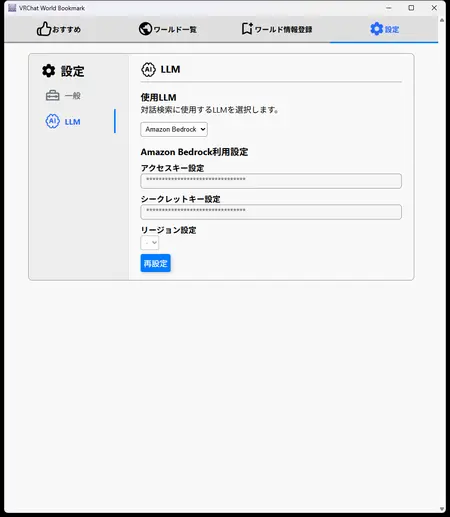 VRChat World Bookmark
おすすめ
ワールド一覧
ワールド情報登録
設定
設定
一般
AI LLM
AI LLM
使用LLM
対話検索に使用するLLMを選択します。
Amazon Bedrock
Amazon Bedrock利用設定
アクセスキー設定
********************************
シークレットキー設定
********************************
リージョン設定
-
再設定